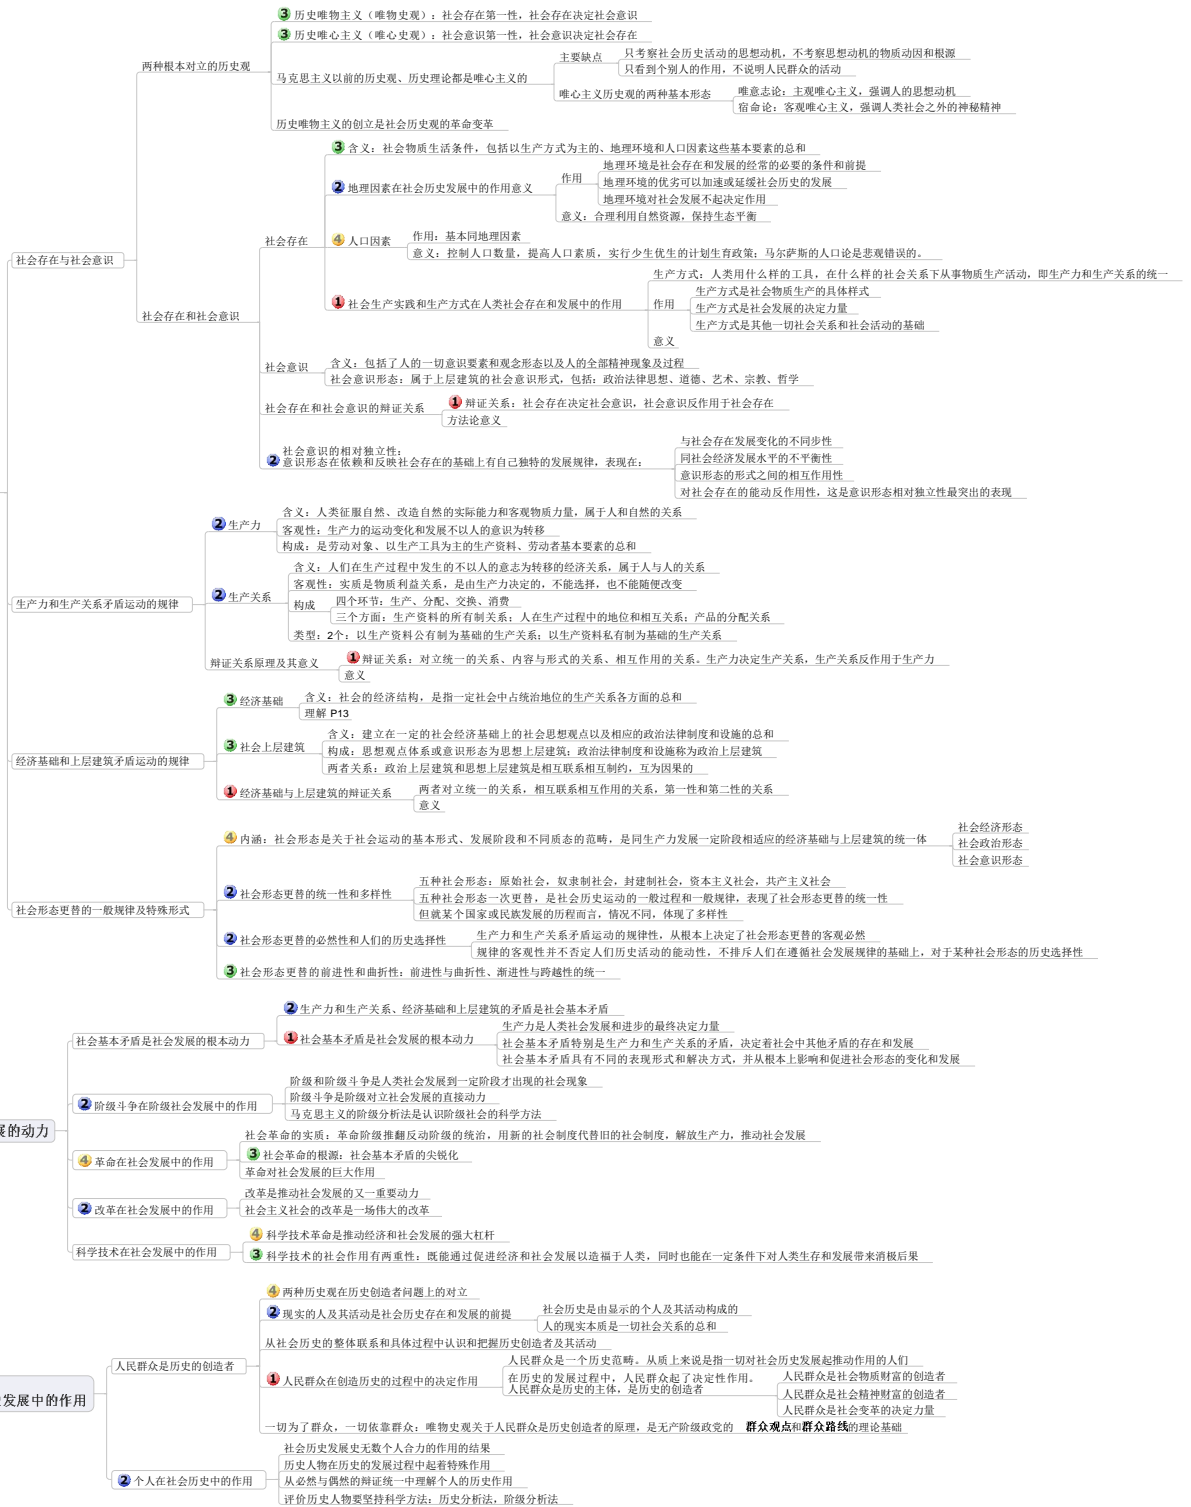 3 历史唯物主义（唯物史观）：社会存在第一性，社会存在决定社会意识
3 历史唯心主义（唯心史观）：社会意识第一性，社会意识决定社会存在
两种根本对立的历史观
马克思主义以前的历史观、历史理论都是唯心主义的
主要缺点
只考察社会历史活动的思想动机，不考察思想动机的物质动因和根源
只看到个别人的作用，不说明人民群众的活动
唯心主义历史观的两种基本形态
唯意志论：主观唯心主义，强调人的思想动机
宿命论：客观唯心主义，强调人类社会之外的神秘精神
历史唯物主义的创立是社会历史观的革命变革
社会存在与社会意识
社会存在和社会意识
社会存在
3 含义：社会物质生活条件，包括以生产方式为主的、地理环境和人口因素这些基本要素的总和
2 地理因素在社会历史发展中的作用意义
作用
地理环境是社会存在和发展的经常的必要的条件和前提
地理环境的优劣可以加速或延缓社会历史的发展
地理环境对社会发展不起决定作用
意义：合理利用自然资源，保持生态平衡
4 人口因素
作用：基本同地理因素
意义：控制人口数量，提高人口素质，实行少生优生的计划生育政策；马尔萨斯的人口论是悲观错误的。
1 社会生产实践和生产方式在人类社会存在和发展中的作用
生产方式：人类用什么样的工具，在什么样的社会关系下从事物质生产活动，即生产力和生产关系的统一
作用
生产方式是社会物质生产的具体样式
生产方式是社会发展的决定力量
生产方式是其他一切社会关系和社会活动的基础
意义
社会意识
含义：包括了人的一切意识要素和观念形态以及人的全部精神现象及过程
社会意识形态：属于上层建筑的社会意识形式，包括：政治法律思想、道德、艺术、宗教、哲学
社会存在和社会意识的辩证关系
1 辩证关系：社会存在决定社会意识，社会意识反作用于社会存在
方法论意义
2 社会意识的相对独立性：
意识形态在依赖和反映社会存在的基础上有自己独特的发展规律，表现在：
与社会存在发展变化的不同步性
同社会经济发展水平的不平衡性
意识形态的形式之间的相互作用性
对社会存在的能动反作用性，这是意识形态相对独立性最突出的表现
生产力和生产关系矛盾运动的规律
2 生产力
含义：人类征服自然、改造自然的实际能力和客观物质力量，属于人和自然的关系
客观性：生产力的运动变化和发展不以人的意识为转移
构成：是劳动对象、以生产工具为主的生产资料、劳动者基本要素的总和
2 生产关系
含义：人们在生产过程中发生的不以人的意志为转移的经济关系，属于人与人的关系
客观性：实质是物质利益关系，是由生产力决定的，不能选择，也不能随便改变
构成
四个环节：生产、分配、交换、消费
三个方面：生产资料的所有制关系；人在生产过程中的地位和相互关系；产品的分配关系
类型：2个：以生产资料公有制为基础的生产关系；以生产资料私有制为基础的生产关系
辩证关系原理及其意义
1 辩证关系：对立统一的关系、内容与形式的关系、相互作用的关系。生产力决定生产关系，生产关系反作用于生产力
意义
经济基础和上层建筑矛盾运动的规律
3 经济基础
含义：社会的经济结构，是指一定社会中占统治地位的生产关系各方面的总和
理解 P13
3 社会上层建筑
含义：建立在一定的社会经济基础上的社会思想观点以及相应的政治法律制度和设施的总和
构成：思想观点体系或意识形态为思想上层建筑；政治法律制度和设施称为政治上层建筑
两者关系：政治上层建筑和思想上层建筑是相互联系相互制约，互为因果的
1 经济基础与上层建筑的辩证关系
两者对立统一的关系，相互联系相互作用的关系，第一性和第二性的关系
意义
社会形态更替的一般规律及特殊形式
4 内涵：社会形态是关于社会运动的基本形式、发展阶段和不同质态的范畴，是同生产力发展一定阶段相适应的经济基础与上层建筑的统一体
社会经济形态
社会政治形态
社会意识形态
2 社会形态更替的统一性和多样性
五种社会形态：原始社会，奴隶制社会，封建制社会，资本主义社会，共产主义社会
五种社会形态一次更替，是社会历史运动的一般过程和一般规律，表现了社会形态更替的统一性
但就某个国家或民族发展的历程而言，情况不同，体现了多样性
2 社会形态更替的必然性和人们的历史选择性
生产力和生产关系矛盾运动的规律性，从根本上决定了社会形态更替的客观必然
规律的客观性并不否定人们历史活动的能动性，不排斥人们在遵循社会发展规律的基础上，对于某种社会形态的历史选择性
3 社会形态更替的前进性和曲折性：前进性与曲折性、渐进性与跨越性的统一
展的动力
社会基本矛盾是社会发展的根本动力
2 生产力和生产关系、经济基础和上层建筑的矛盾是社会基本矛盾
1 社会基本矛盾是社会发展的根本动力
生产力是人类社会发展和进步的最终决定力量
社会基本矛盾特别是生产力和生产关系的矛盾，决定着社会中其他矛盾的存在和发展
社会基本矛盾具有不同的表现形式和解决方式，并从根本上影响和促进社会形态的变化和发展
2 阶级斗争在阶级社会发展中的作用
阶级和阶级斗争是人类社会发展到一定阶段才出现的社会现象
阶级斗争是阶级对立社会发展的直接动力
马克思主义的阶级分析法是认识阶级社会的科学方法
4 革命在社会发展中的作用
社会革命的实质：革命阶级推翻反动阶级的统治，用新的社会制度代替旧的社会制度，解放生产力，推动社会发展
3 社会革命的根源：社会基本矛盾的尖锐化
革命对社会发展的巨大作用
2 改革在社会发展中的作用
改革是推动社会发展的又一重要动力
社会主义社会的改革是一场伟大的改革
科学技术在社会发展中的作用
4 科学技术革命是推动经济和社会发展的强大杠杆
3 科学技术的社会作用有两重性：既能通过促进经济和社会发展以造福于人类，同时也能在一定条件下对人类生存和发展带来消极后果
发展中的作用
人民群众是历史的创造者
4 两种历史观在历史创造者问题上的对立
2 现实的人及其活动是社会历史存在和发展的前提
社会历史是由显示的个人及其活动构成的
人的现实本质是一切社会关系的总和
从社会历史的整体联系和具体过程中认识和把握历史创造者及其活动
1 人民群众在创造历史的过程中的决定作用
人民群众是一个历史范畴。从质上来说是指一切对社会历史发展起推动作用的人们
在历史的发展过程中，人民群众起了决定性作用。
人民群众是历史的主体，是历史的创造者
人民群众是社会物质财富的创造者
人民群众是社会精神财富的创造者
人民群众是社会变革的决定力量
一切为了群众，一切依靠群众：唯物史观关于人民群众是历史创造者的原理，是无产阶级政党的 群众观点和群众路线的理论基础
2 个人在社会历史中的作用
社会历史发展史无数个人合力的作用的结果
历史人物在历史的发展过程中起着特殊作用
从必然与偶然的辩证统一中理解个人的历史作用
评价历史人物要坚持科学方法：历史分析法，阶级分析法